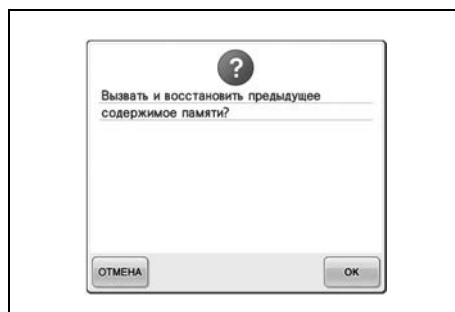 ?
Вызвать и восстановить предыдущее
содержимое памяти?
ОТМЕНА
OK